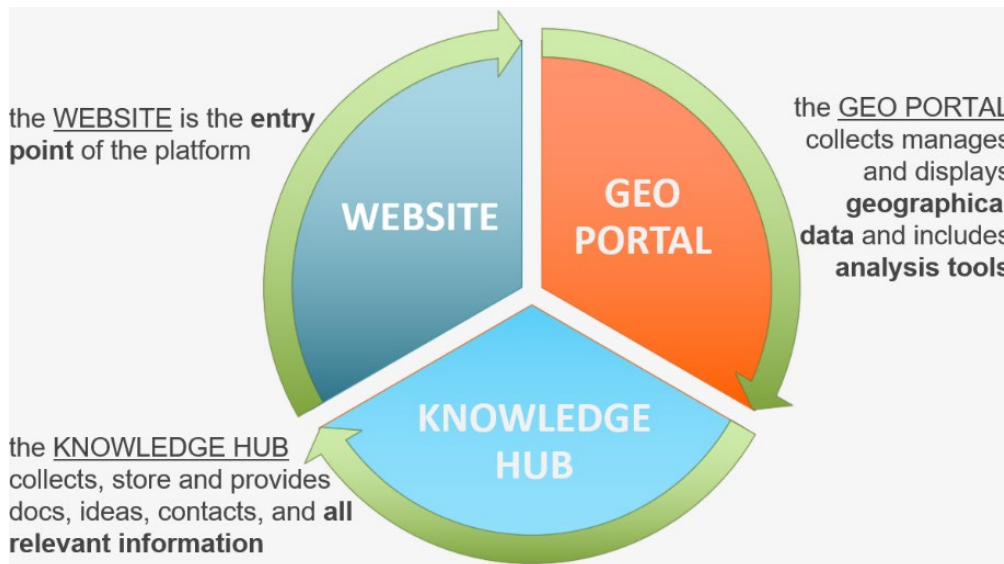 the WEBSITE is the entry
point of the platform
WEBSITE
GEO
PORTAL
the GEO PORTAL
collects manages
and displays
geographical
data and includes
analysis tools
KNOWLEDGE
HUB
the KNOWLEDGE HUB
collects, store and provides
docs, ideas, contacts, and all
relevant information